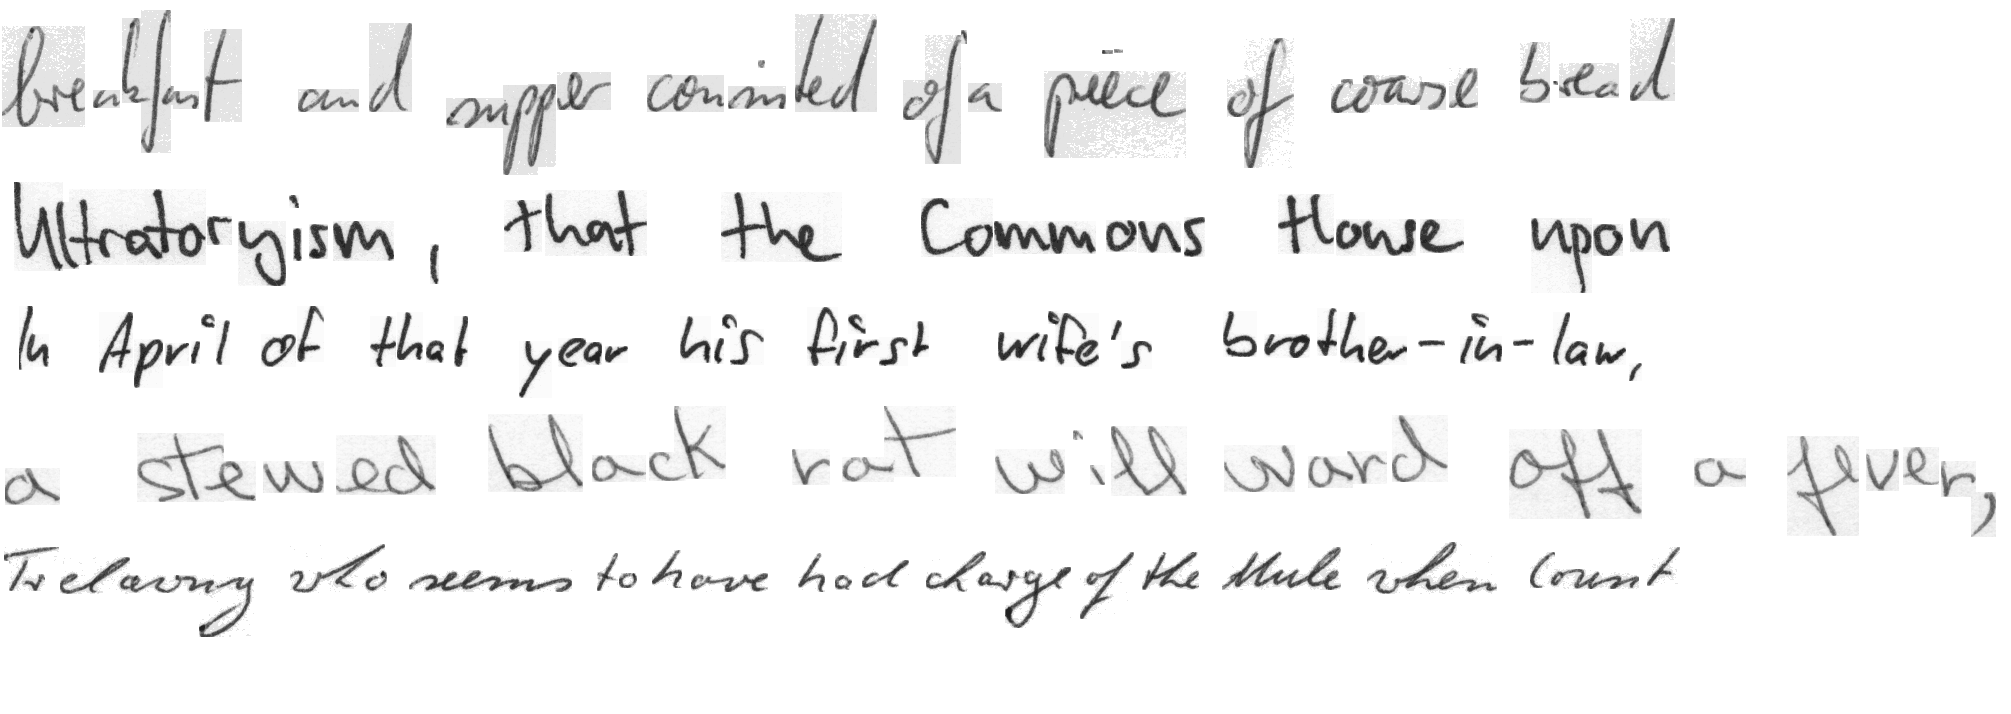 breakfast and supper consisted of a piece of coarse bread
Ultratoryism, that the Commons House upon
In April of that year his first wife's brother-in-law,
a stewed black rat will ward off a fever,
Trelawny who seems to have had charge of the Mule when Count